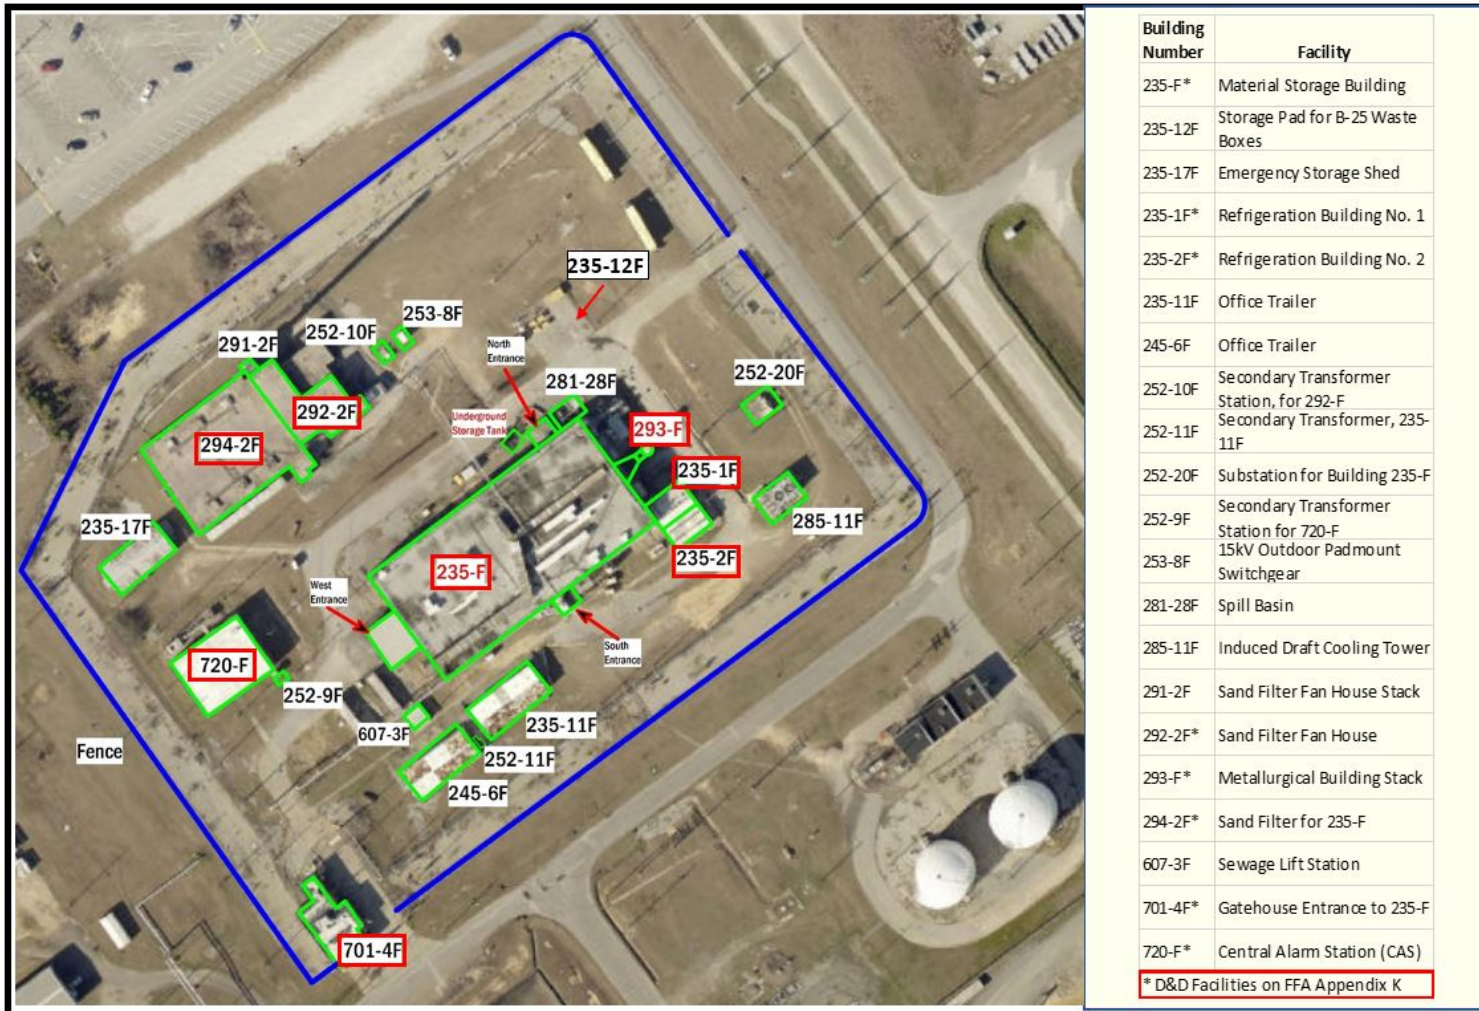 235-12F
253-8F
252-10F
291-2F
North
Entrance
281-28F
252-20F
292-2F
Underground
Storage Tank
293-F
294-2F
235-1F
285-11F
235-17F
235-2F
235-F
West
Entrance
South
Entrance
720-F
252-9F
235-11F
607-3F
Fence
252-11F
245-6F
701-4F
Building
Number Facility
235-F* Material Storage Building
235-12F Storage Pad for B-25 Waste
Boxes
235-17F Emergency Storage Shed
235-1F* Refrigeration Building No. 1
235-2F* Refrigeration Building No. 2
235-11F Office Trailer
245-6F Office Trailer
252-10F Secondary Transformer
Station, for 292-F
252-11F Secondary Transformer, 235-
11F
252-20F Substation for Building 235-F
252-9F Secondary Transformer
Station for 720-F
253-8F 15kV Outdoor Padmount
Switchgear
281-28F Spill Basin
285-11F Induced Draft Cooling Tower
291-2F Sand Filter Fan House Stack
292-2F* Sand Filter Fan House
293-F* Metallurgical Building Stack
294-2F* Sand Filter for 235-F
607-3F Sewage Lift Station
701-4F* Gatehouse Entrance to 235-F
720-F* Central Alarm Station (CAS)
* D&D Facilities on FFA Appendix K